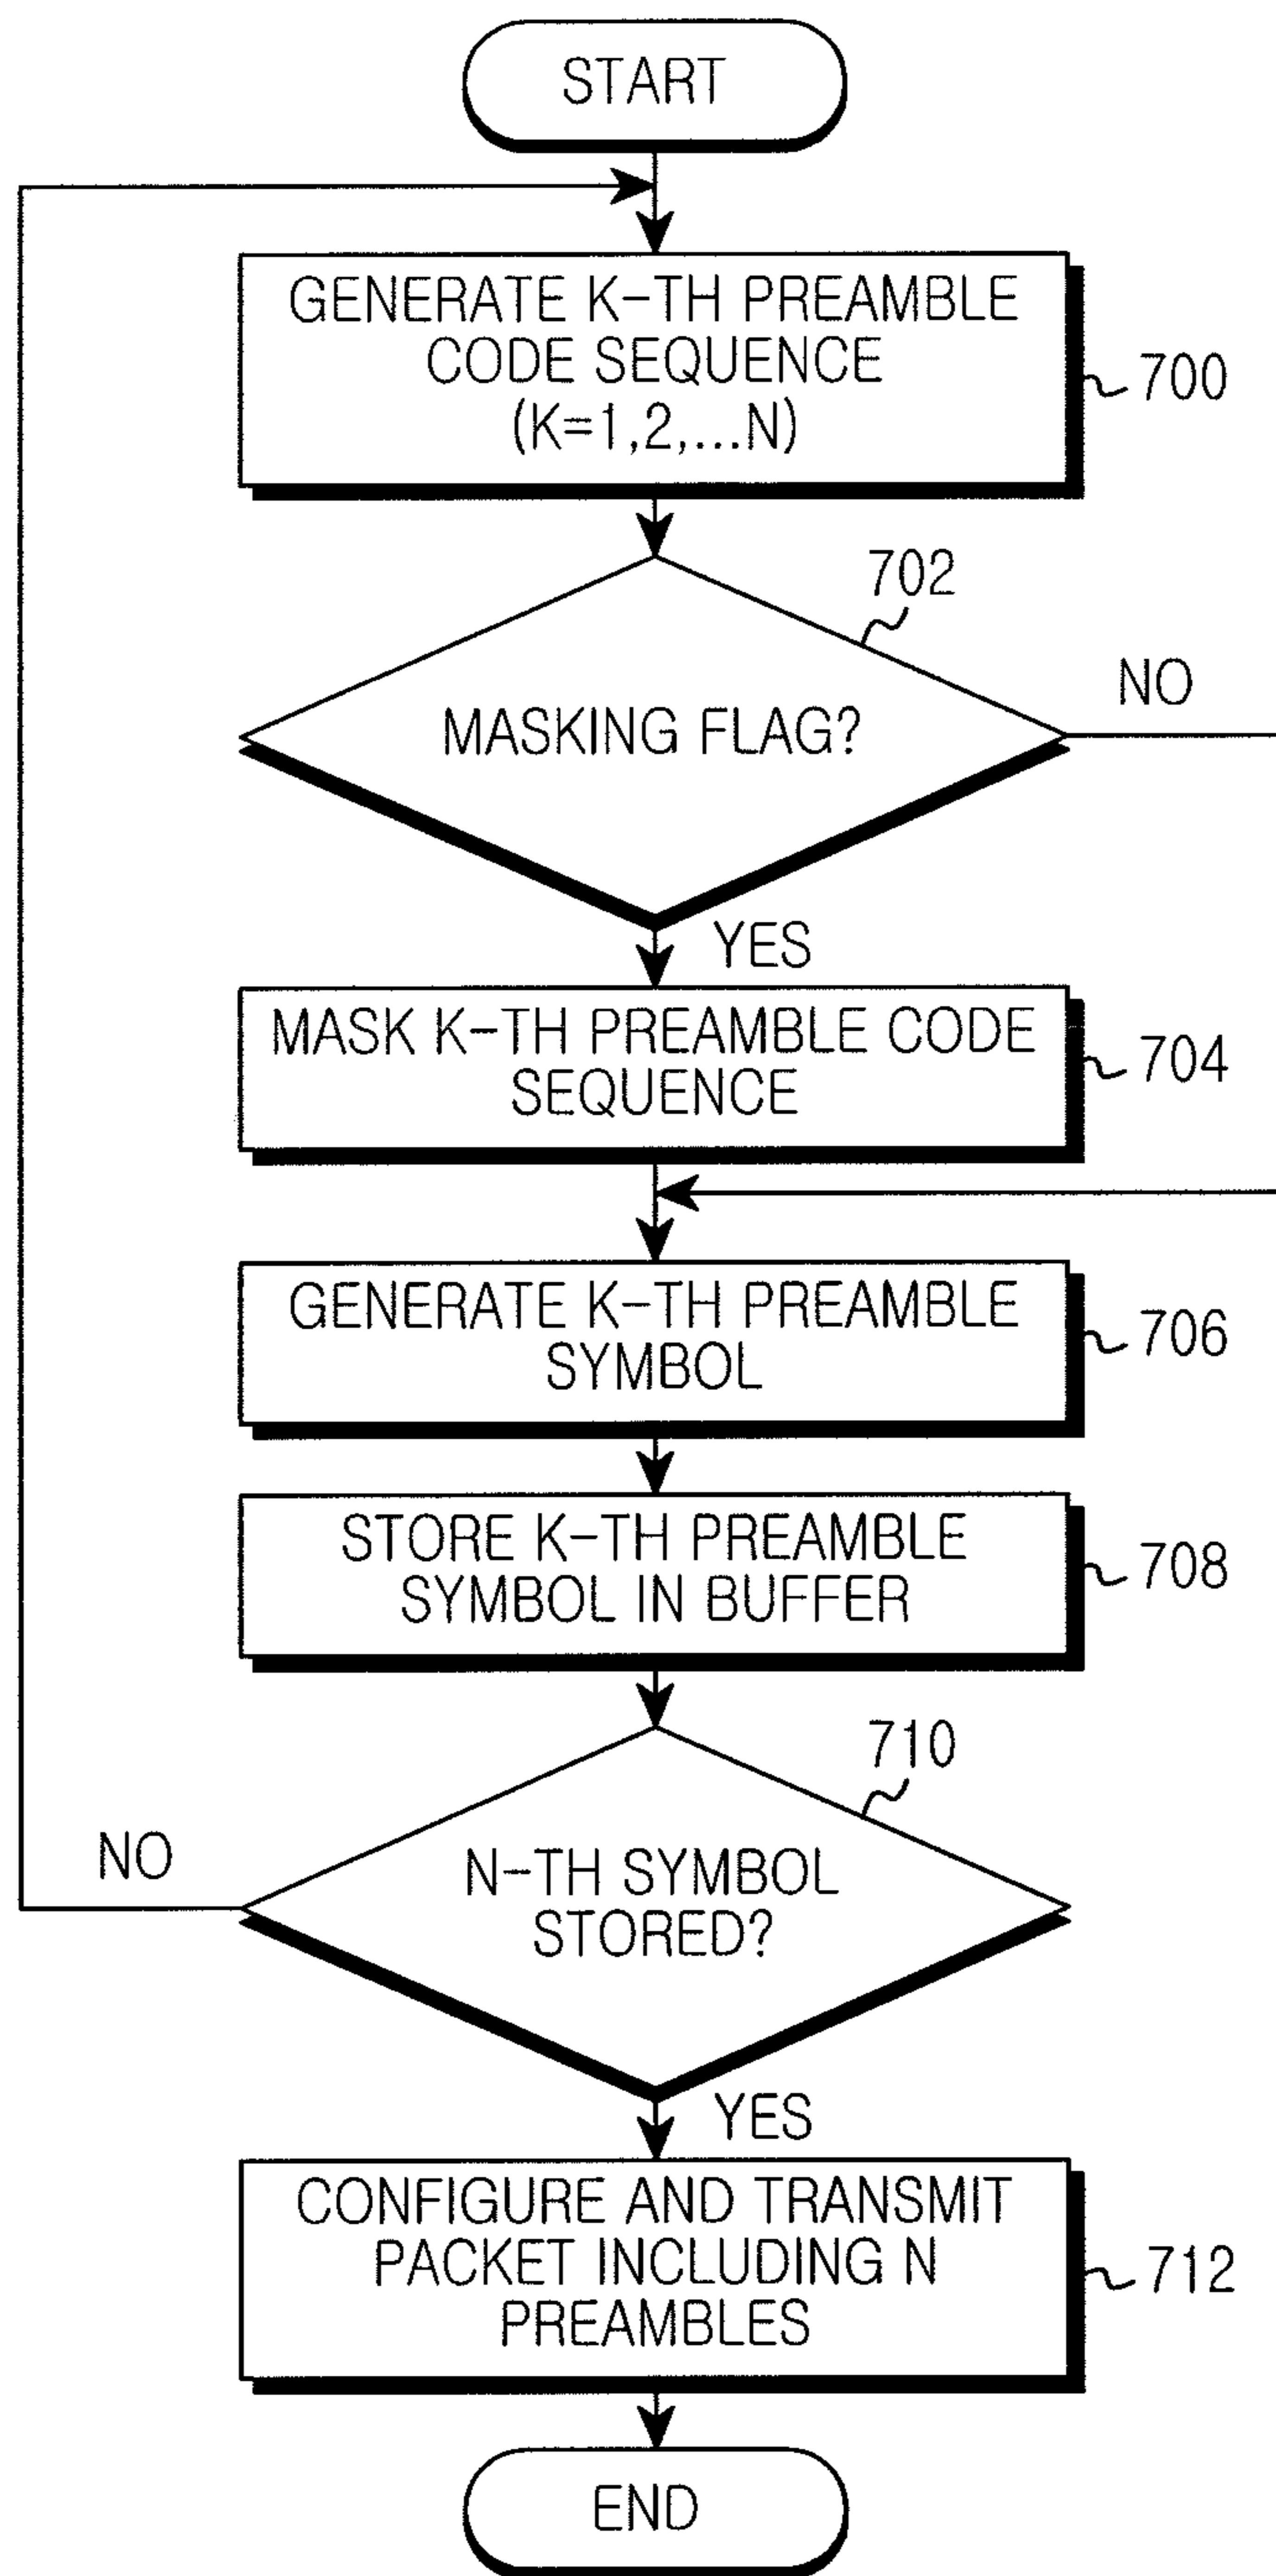 START
GENERATE K-TH PREAMBLE
CODE SEQUENCE
(K=1,2,...N)
700
702
MASKING FLAG?
NO
YES
MASK K-TH PREAMBLE CODE
SEQUENCE
704
GENERATE K-TH PREAMBLE
SYMBOL
706
STORE K-TH PREAMBLE
SYMBOL IN BUFFER
708
710
NO
N-TH SYMBOL
STORED?
YES
CONFIGURE AND TRANSMIT
PACKET INCLUDING N
PREAMBLES
712
END